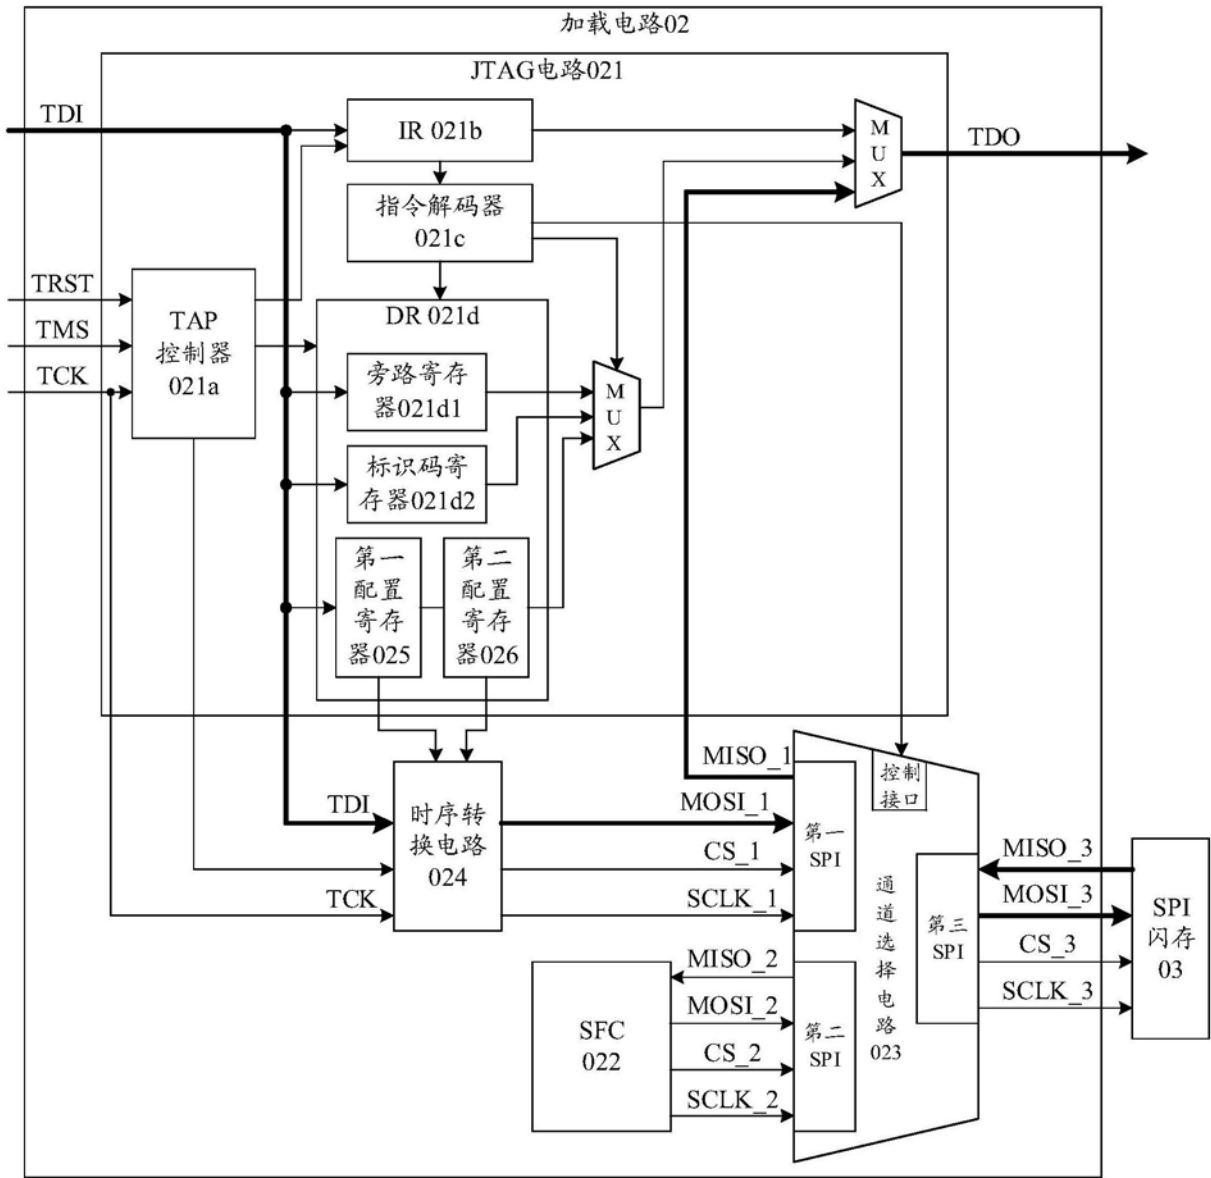 加载电路02
JTAG电路021
TDI
IR 021b
M
U
X
TDO
指令解码器
021c
TRST
TMS
TCK
TAP
控制器
021a
DR 021d
旁路寄存
器021d1
M
U
X
标识码寄
存器021d2
第一
配置
寄存
器025
第二
配置
寄存
器026
MISO_1
控制
接口
TDI
时序转
换电路
024
MOSI_1
CS_1
SCLK_1
TCK
第一
SPI
通
道
选
择
电
路
023
第三
SPI
MISO_3
MOSI_3
CS_3
SCLK_3
SPI
闪存
03
SFC
022
MISO_2
MOSI_2
CS_2
SCLK_2
第二
SPI